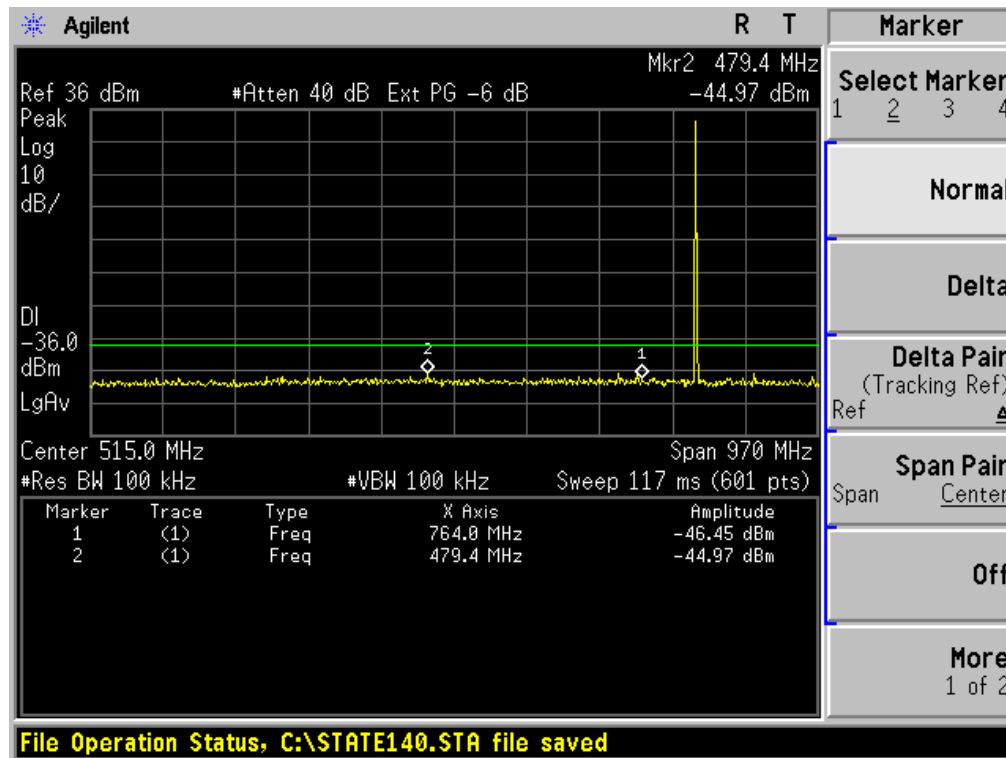 Agilent R T Marker
Mkr2 479.4 MHz
Ref 36 dBm #Atten 40 dB Ext PG -6 dB -44.97 dBm
Peak
Log
10
dB/
DI
-36.0
dBm
LgAv
2
1
Center 515.0 MHz Span 970 MHz
#Res BW 100 kHz #VBW 100 kHz Sweep 117 ms (601 pts)
Marker Trace Type X Axis Amplitude
1 (1) Freq 764.0 MHz -46.45 dBm
2 (1) Freq 479.4 MHz -44.97 dBm
Select Marker
1 2 3 4
Normal
Delta
Delta Pair
(Tracking Ref)
Ref Δ
Span Pair
Span Center
Off
More
1 of 2
File Operation Status, C:\STATE140.STA file saved